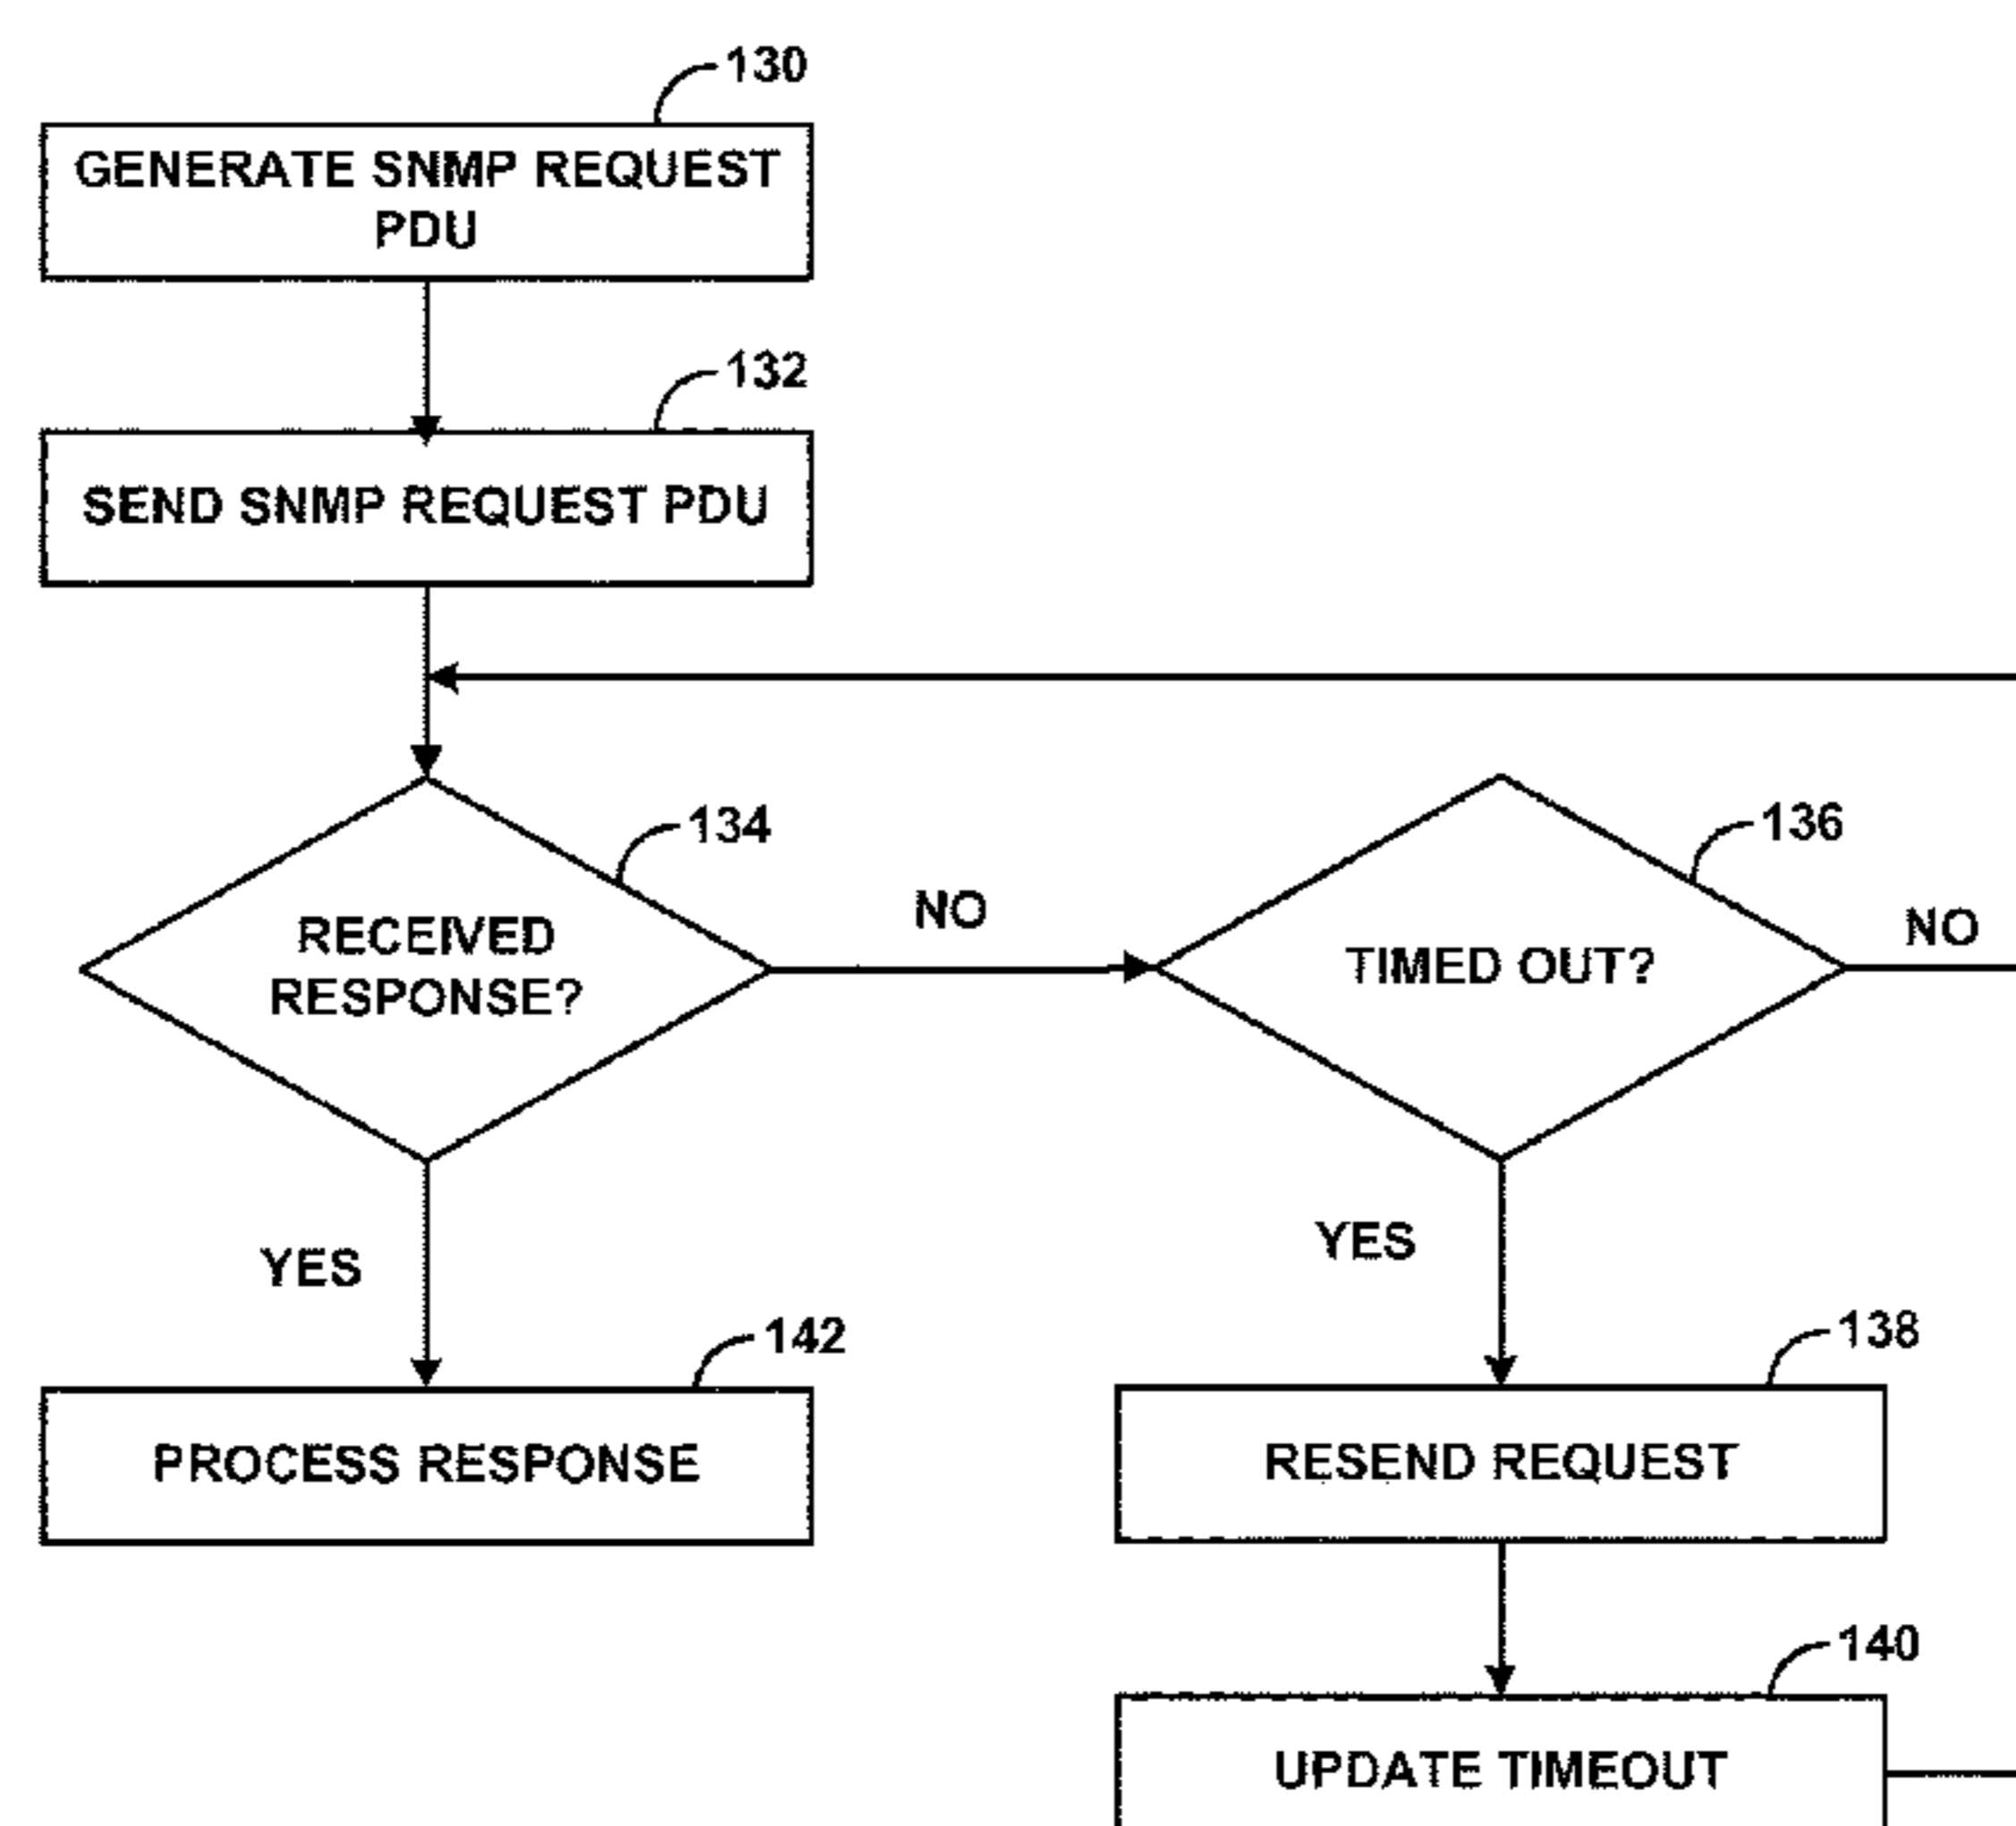 130
GENERATE SNMP REQUEST
PDU
132
SEND SNMP REQUEST PDU
134
RECEIVED
RESPONSE?
NO
136
TIMED OUT?
NO
YES
142
PROCESS RESPONSE
YES
138
RESEND REQUEST
140
UPDATE TIMEOUT